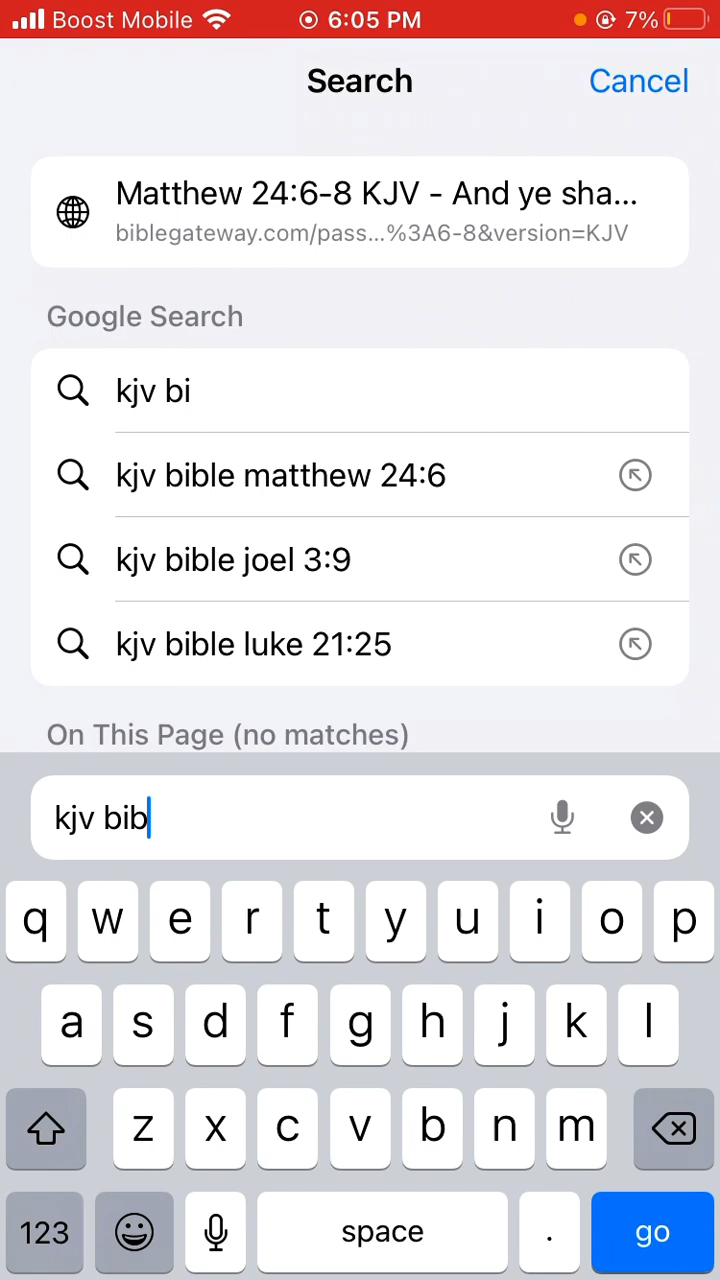 Boost Mobile 6:05 PM 7%
Search Cancel
Matthew 24:6-8 KJV - And ye sha...
biblegateway.com/pass...%3A6-8&version=KJV
Google Search
kjv bi
kjv bible matthew 24:6
kjv bible joel 3:9
kjv bible luke 21:25
On This Page (no matches)
kjv bib
q w e r t y u i o p
a s d f g h j k l
z x c v b n m
123 space . go